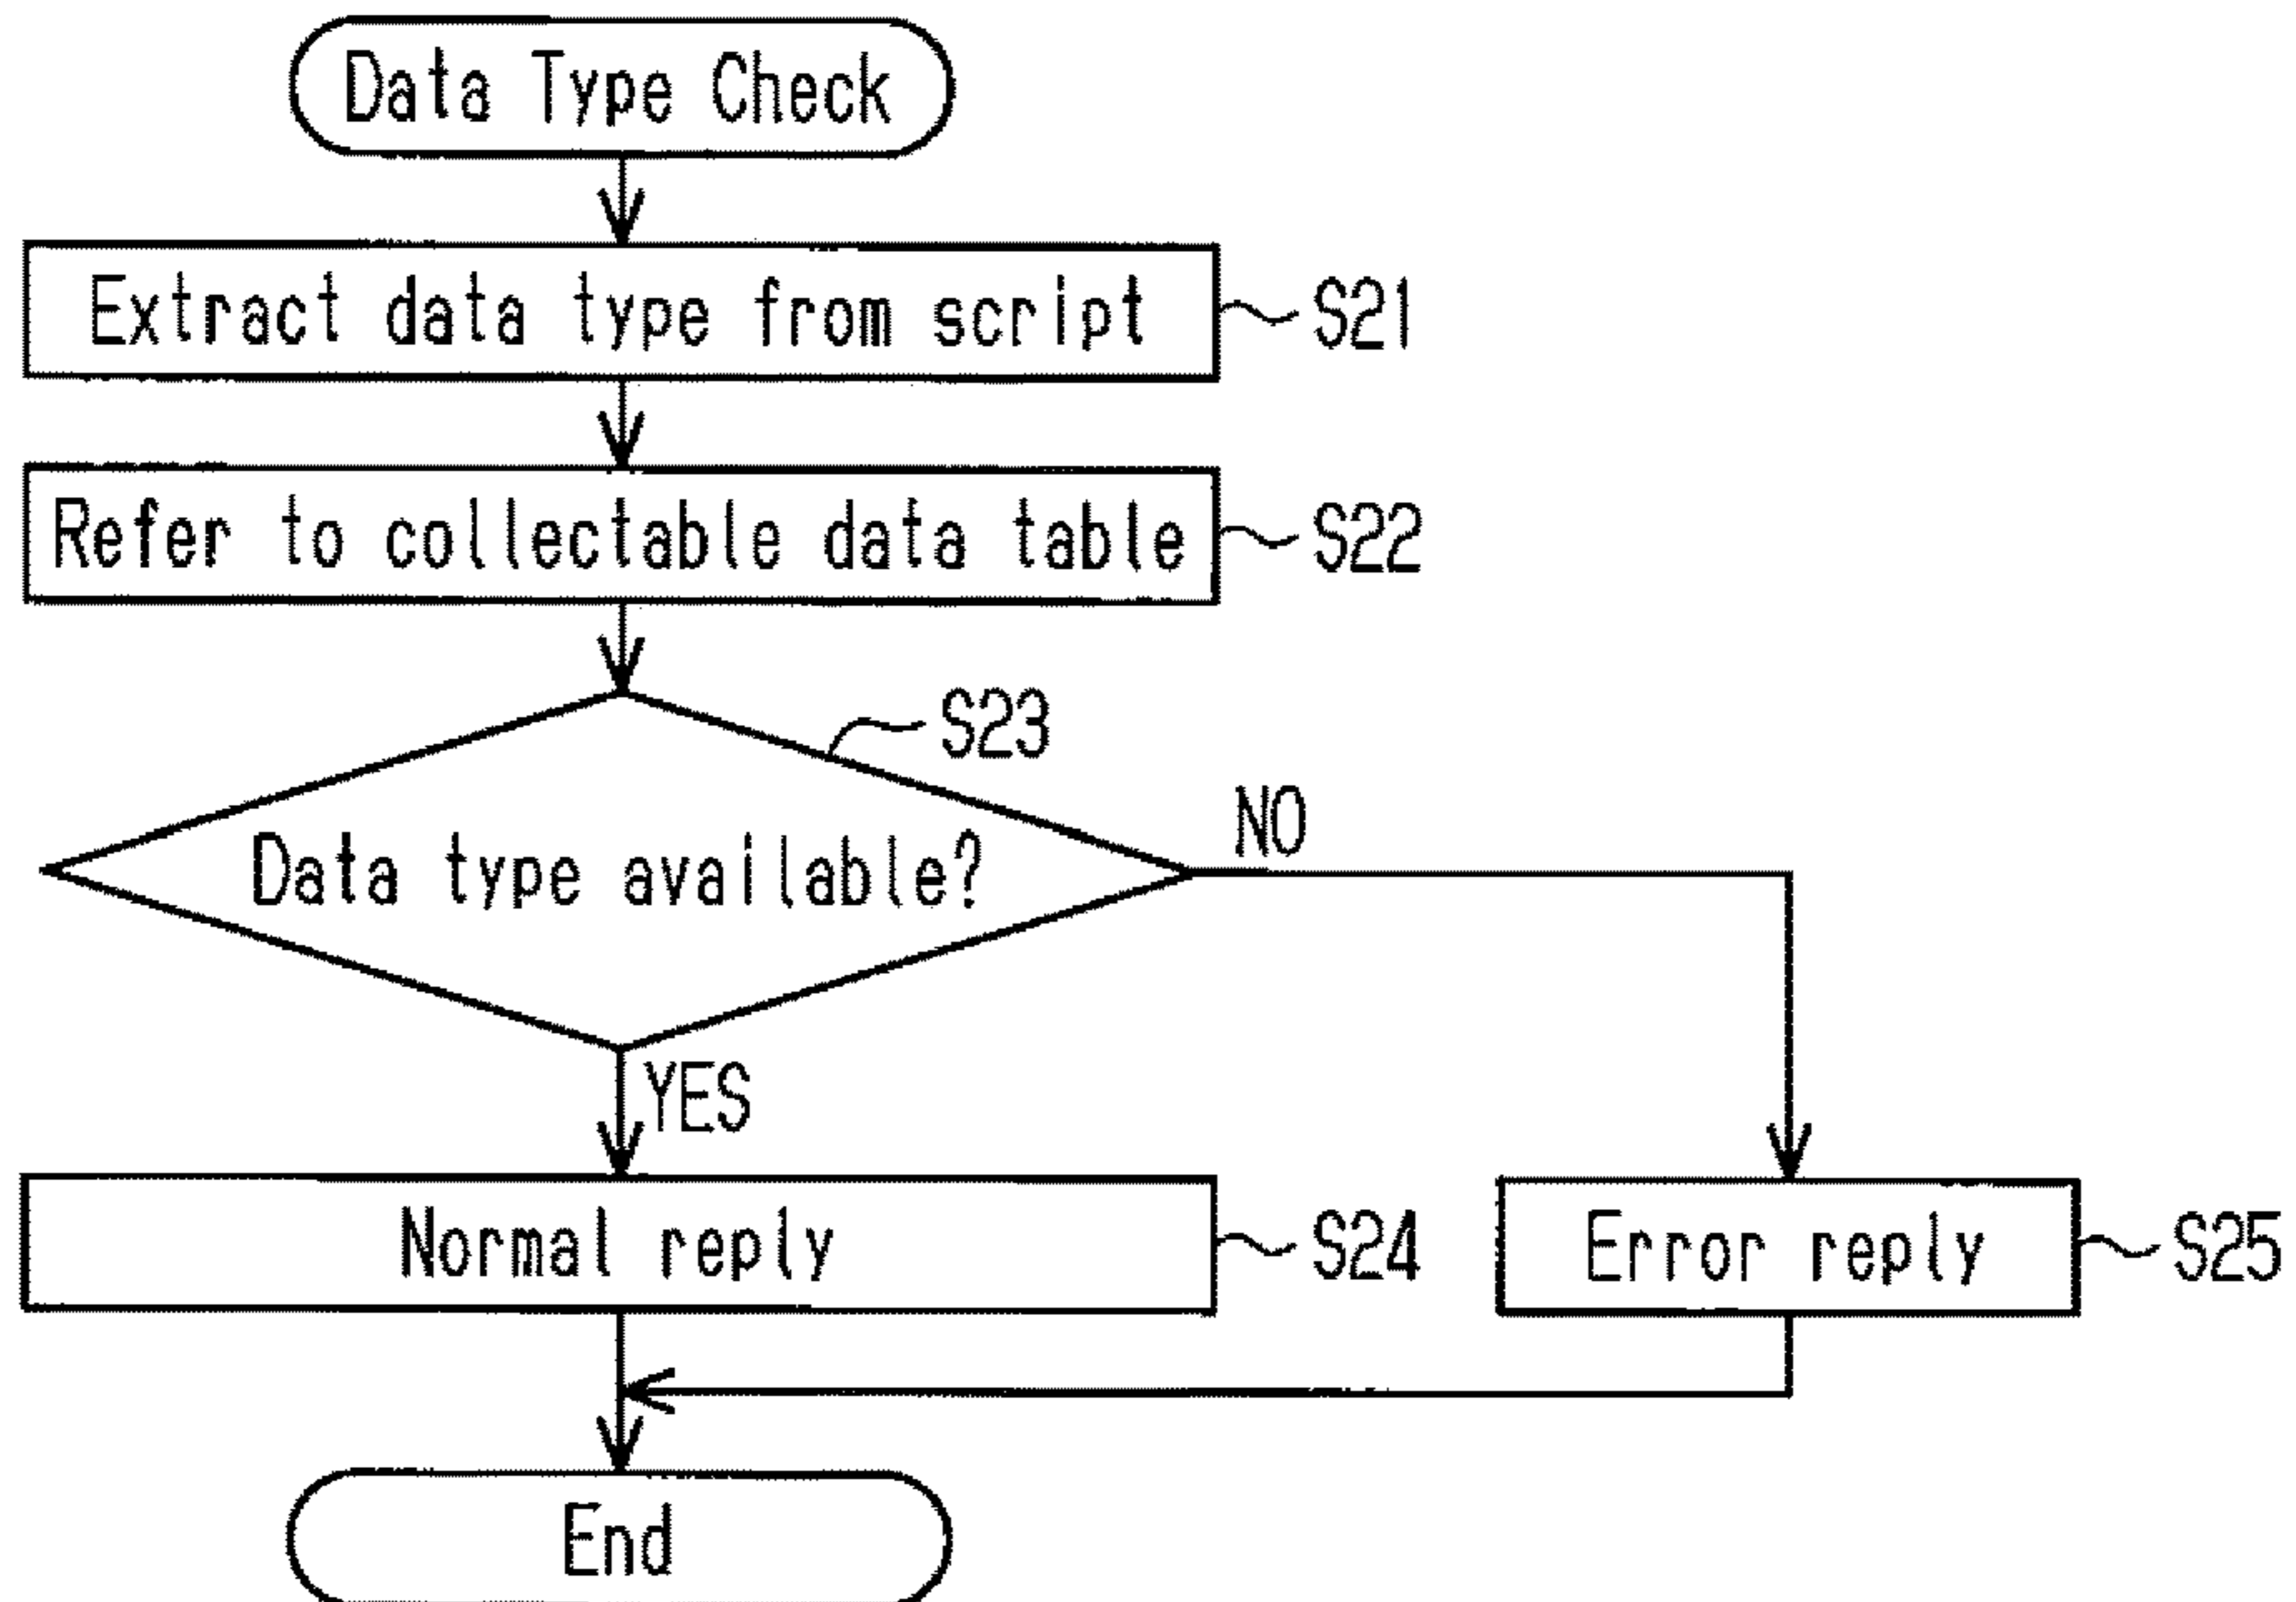 Data Type Check
Extract data type from script
S21
Refer to collectable data table
S22
S23
Data type available?
NO
YES
Normal reply
S24
Error reply
S25
End